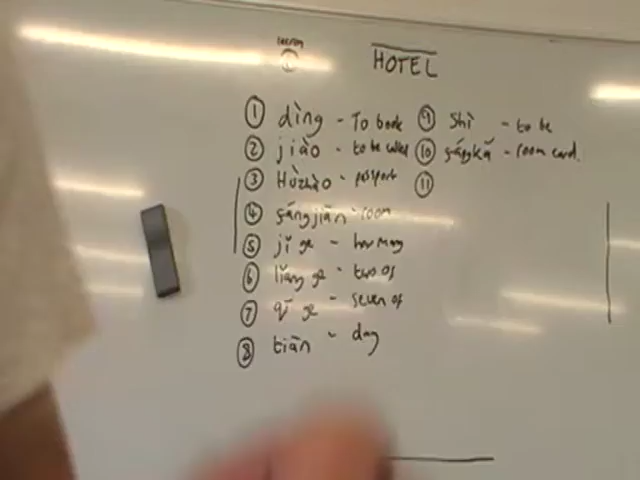 HOTEL
① dìng - To book
② jiào - to be called
③ Hùzhào - passport
④ fángjiān - room
⑤ jǐ ge - how many
⑥ liǎng ge - two of
⑦ qī ge - seven of
⑧ tiān - day
⑨ Shì - to be
⑩ fángkǎ - room card.
⑪